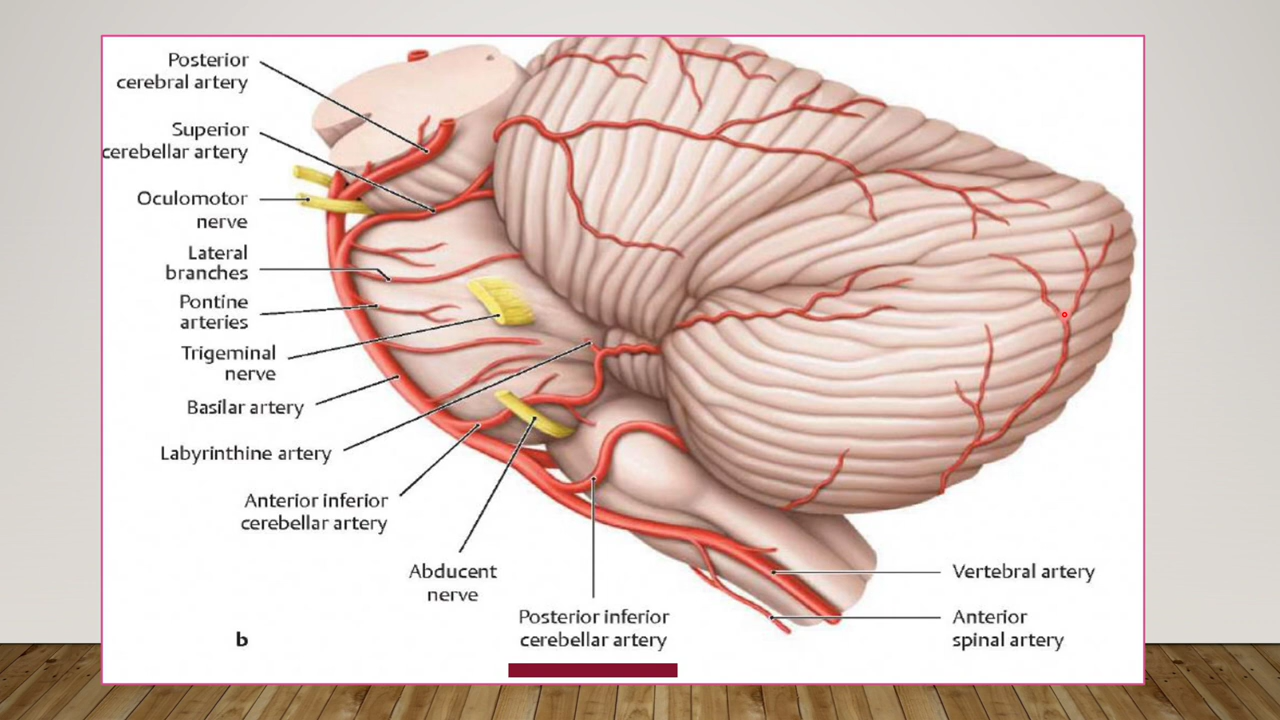 Posterior
cerebral artery
Superior
cerebellar artery
Oculomotor
nerve
Lateral
branches
Pontine
arteries
Trigeminal
nerve
Basilar artery
Labyrinthine artery
Anterior inferior
cerebellar artery
Abducent
nerve
Posterior inferior
cerebellar artery
Vertebral artery
Anterior
spinal artery
b